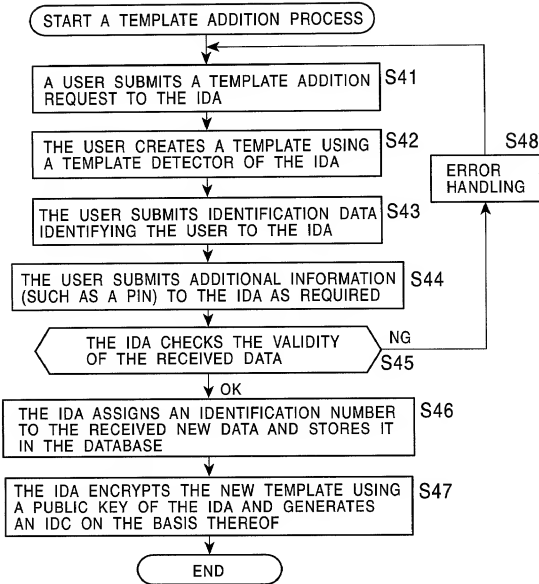 START A TEMPLATE ADDITION PROCESS
A USER SUBMITS A TEMPLATE ADDITION
REQUEST TO THE IDA
S41
THE USER CREATES A TEMPLATE USING
A TEMPLATE DETECTOR OF THE IDA
S42
S48
ERROR
HANDLING
THE USER SUBMITS IDENTIFICATION DATA
IDENTIFYING THE USER TO THE IDA
S43
THE USER SUBMITS ADDITIONAL INFORMATION
(SUCH AS A PIN) TO THE IDA AS REQUIRED
S44
THE IDA CHECKS THE VALIDITY
OF THE RECEIVED DATA
NG
S45
OK
THE IDA ASSIGNS AN IDENTIFICATION NUMBER
TO THE RECEIVED NEW DATA AND STORES IT
IN THE DATABASE
S46
THE IDA ENCRYPTS THE NEW TEMPLATE USING
A PUBLIC KEY OF THE IDA AND GENERATES
AN IDC ON THE BASIS THEREOF
S47
END